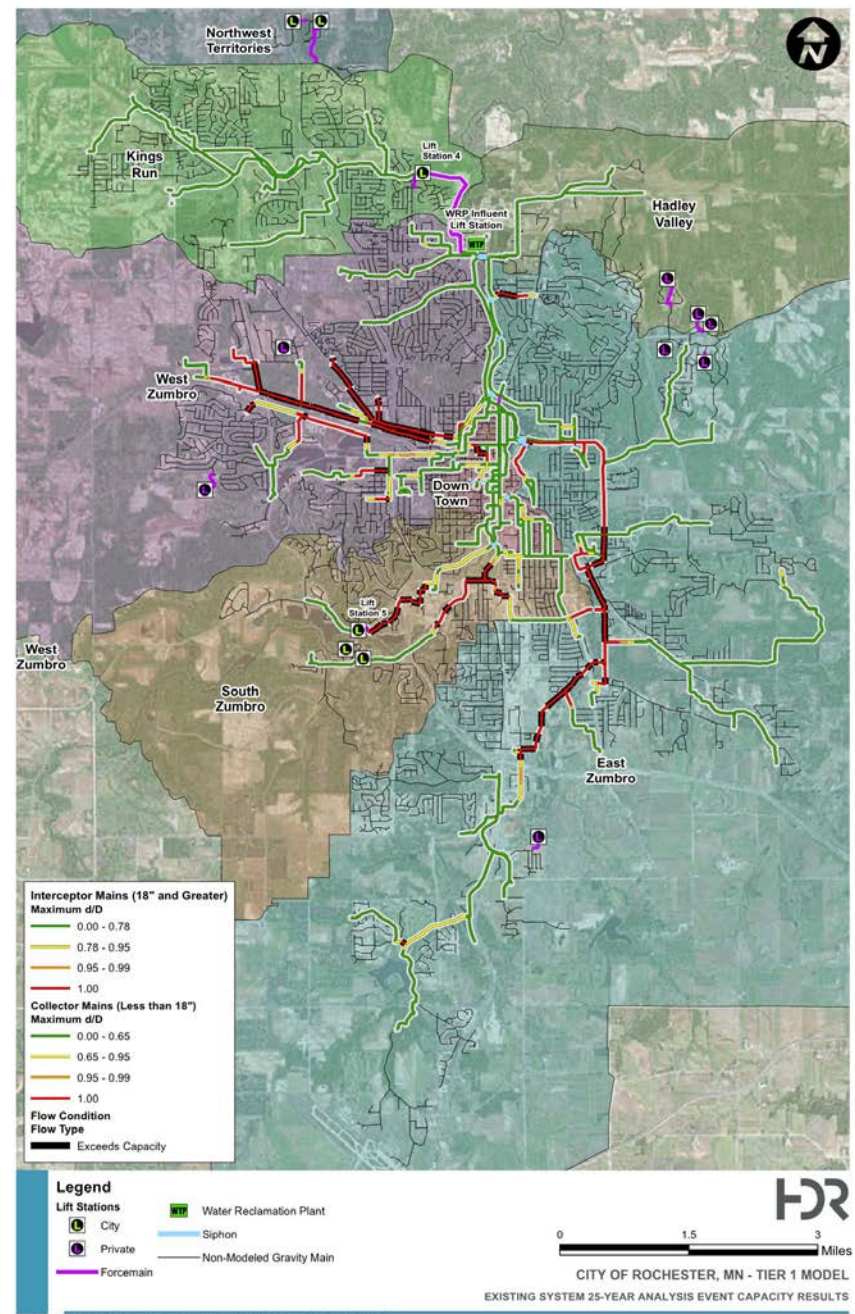 Northwest
Territories
N
L
L
Kings
Run
Lift
Station 4
L
WRP Influent
Lift Station
WTP
Hadley
Valley
L
L
L
L
L
L
West
Zumbro
L
Down
Town
Lift
Station 5
L
L
L
West
Zumbro
South
Zumbro
East
Zumbro
L
Interceptor Mains (18" and Greater)
Maximum d/D
0.00 - 0.78
0.78 - 0.95
0.95 - 0.99
1.00
Collector Mains (Less than 18")
Maximum d/D
0.00 - 0.65
0.65 - 0.95
0.95 - 0.99
1.00
Flow Condition
Flow Type
Exceeds Capacity
Legend
Lift Stations
L City
L Private
Forcemain
WTP Water Reclamation Plant
Siphon
Non-Modeled Gravity Main
HDR
0 1.5 3
Miles
CITY OF ROCHESTER, MN - TIER 1 MODEL
EXISTING SYSTEM 25-YEAR ANALYSIS EVENT CAPACITY RESULTS